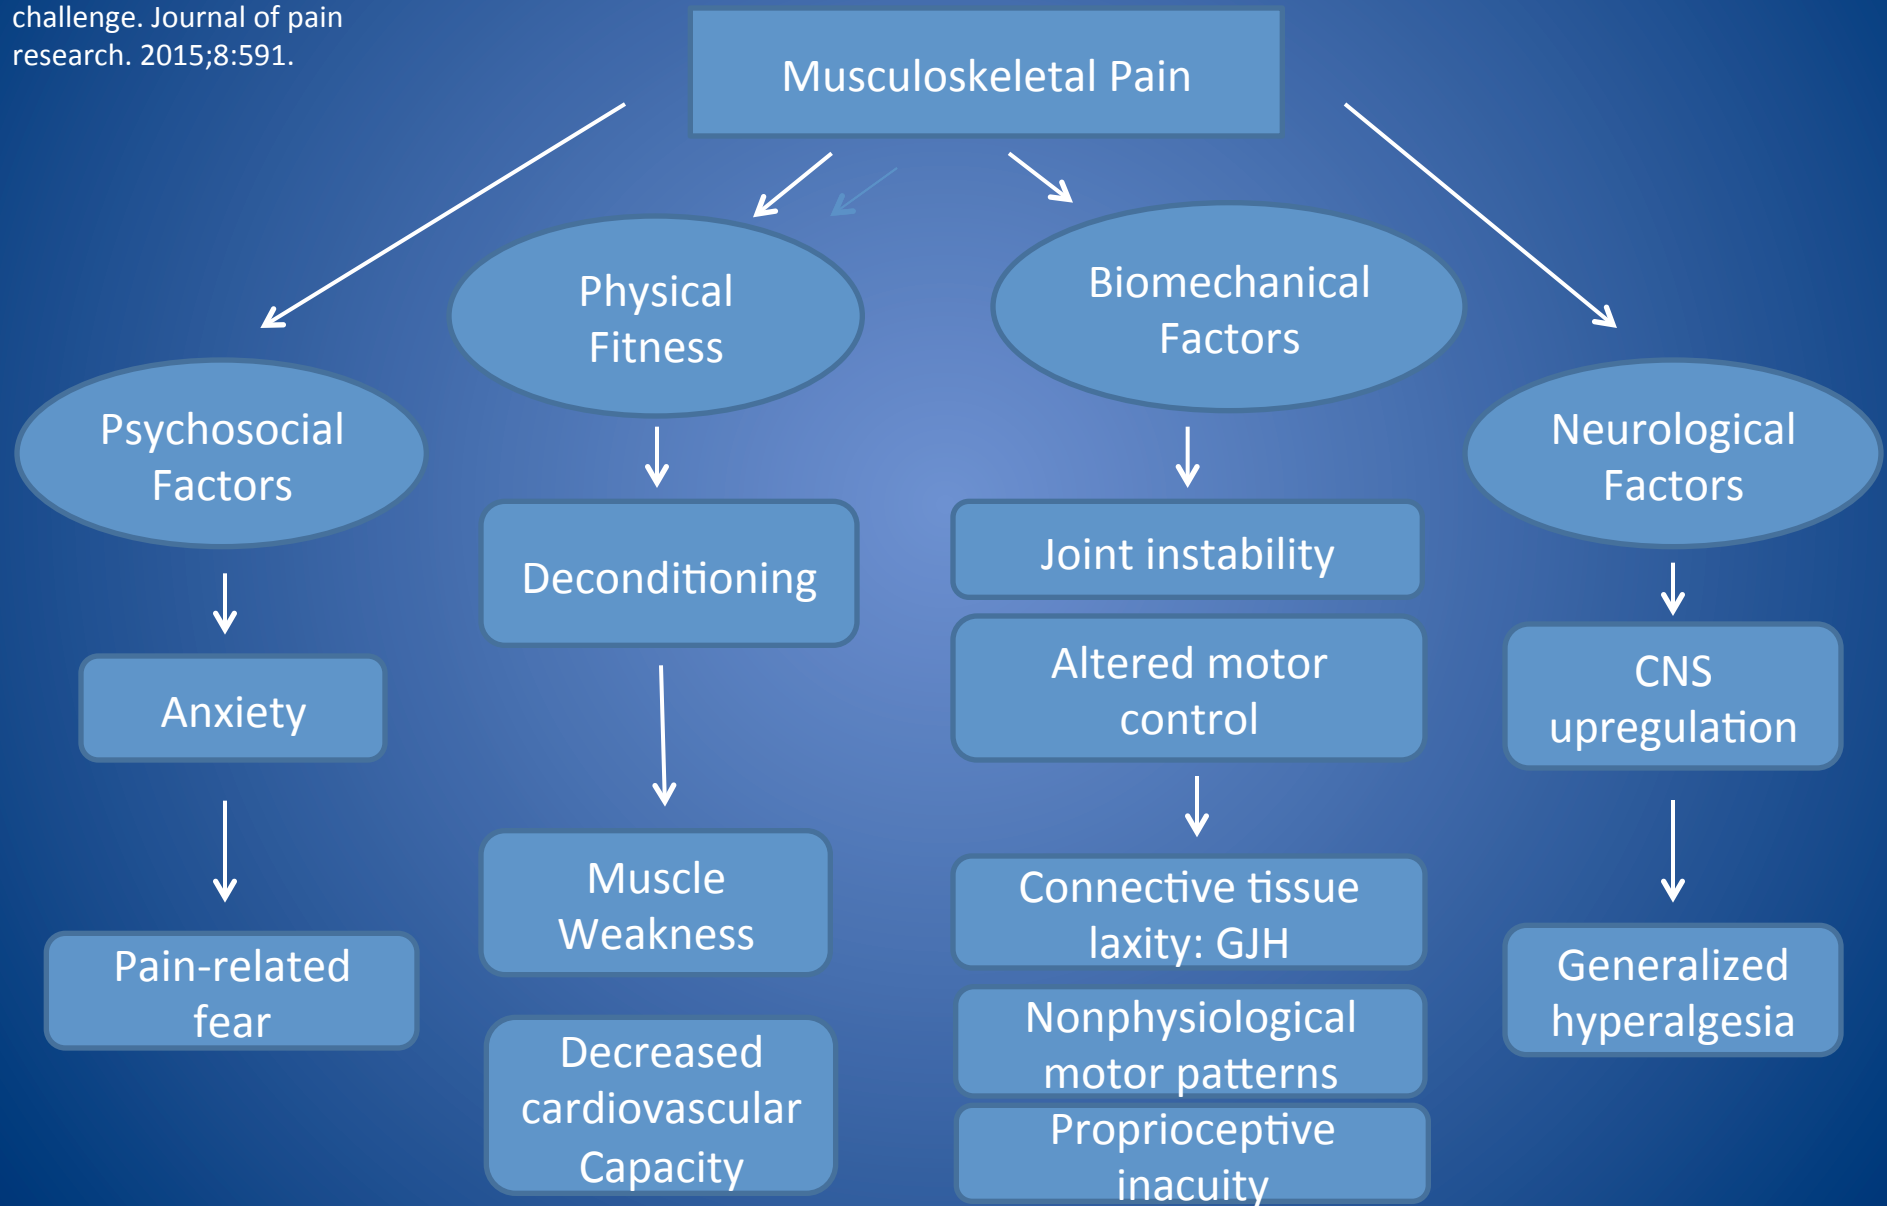 challenge. Journal of pain
research. 2015;8:591.
Musculoskeletal Pain
Psychosocial
Factors
Physical
Fitness
Biomechanical
Factors
Neurological
Factors
Anxiety
Pain-related
fear
Deconditioning
Muscle
Weakness
Decreased
cardiovascular
Capacity
Joint instability
Altered motor
control
Connective tissue
laxity: GJH
Nonphysiological
motor patterns
Proprioceptive
inacuity
CNS
upregulation
Generalized
hyperalgesia